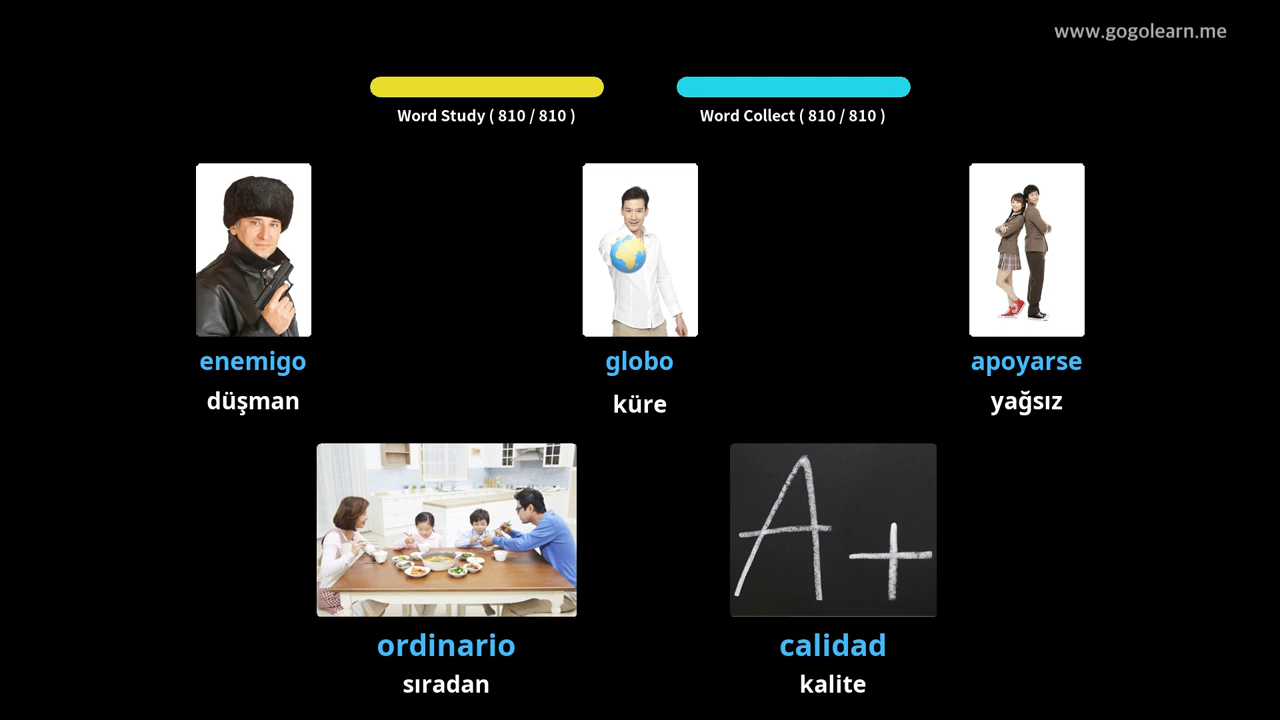 www.gogolearn.me
Word Study ( 810 / 810 )
Word Collect ( 810 / 810 )
enemigo
düşman
globo
küre
apoyarse
yağsız
ordinario
sıradan
A+
calidad
kalite